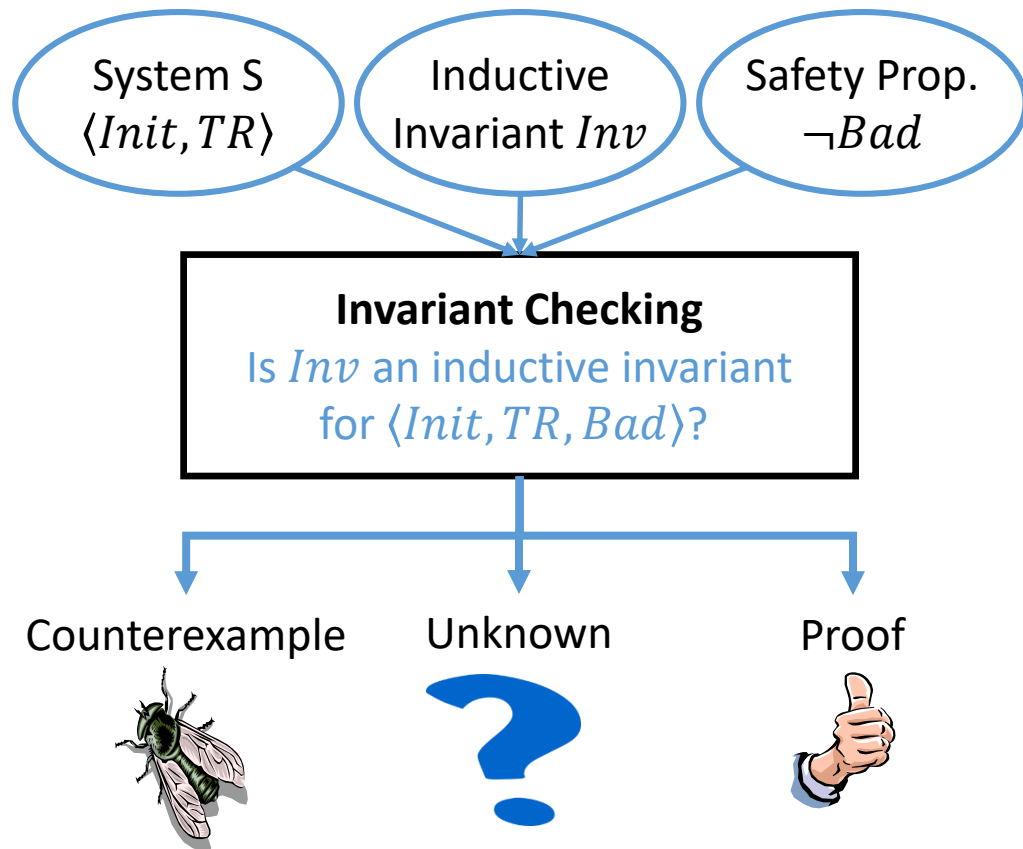 System S
⟨Init, TR⟩
Inductive
Invariant Inv
Safety Prop.
¬Bad
Invariant Checking
Is Inv an inductive invariant
for ⟨Init, TR, Bad⟩?
Counterexample
Unknown
Proof
?